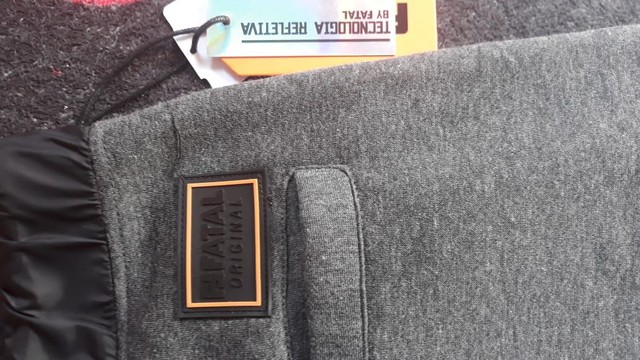 TECNOLOGIA REFLETIVA
BY FATAL
FATAL
ORIGINAL